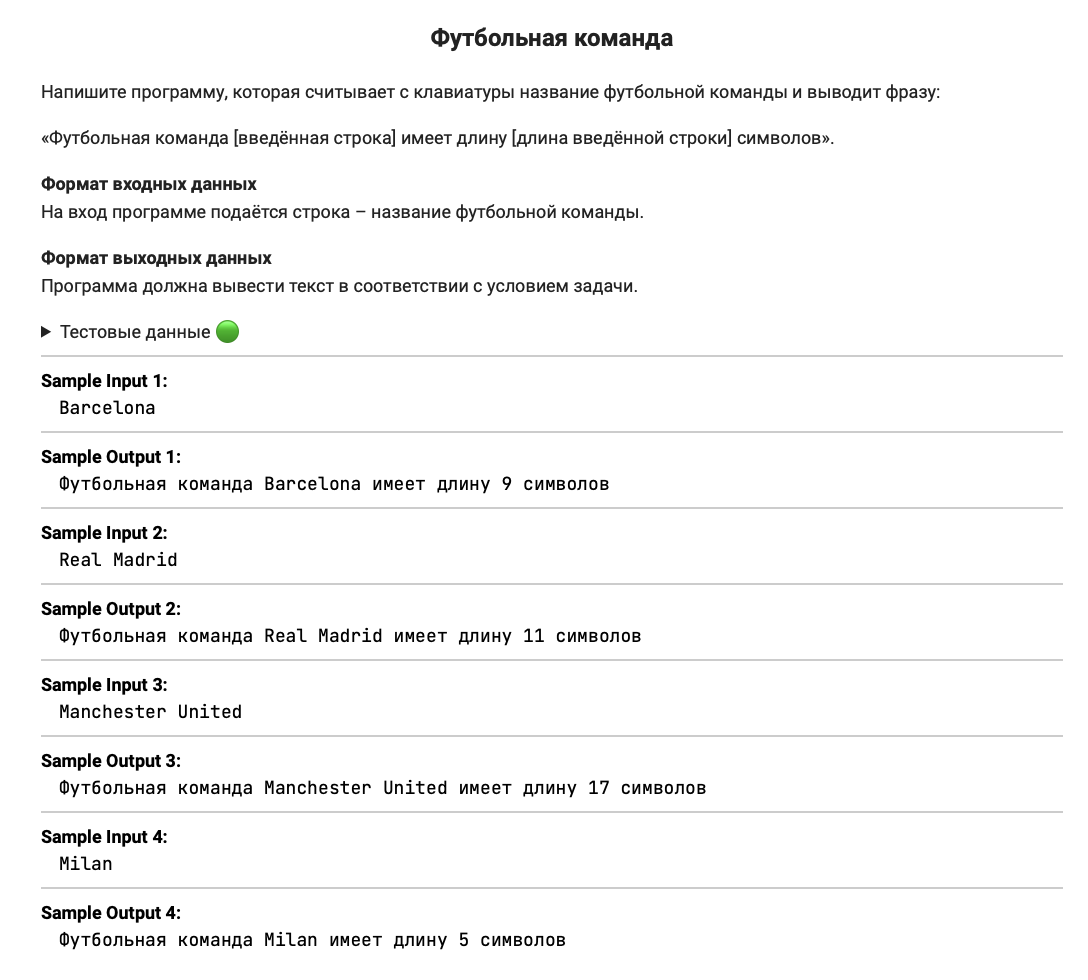 Футбольная команда
Напишите программу, которая считывает с клавиатуры название футбольной команды и выводит фразу:
«Футбольная команда [введённая строка] имеет длину [длина введённой строки] символов».
Формат входных данных
На вход программе подаётся строка – название футбольной команды.
Формат выходных данных
Программа должна вывести текст в соответствии с условием задачи.
Тестовые данные
Sample Input 1:
Barcelona
Sample Output 1:
Футбольная команда Barcelona имеет длину 9 символов
Sample Input 2:
Real Madrid
Sample Output 2:
Футбольная команда Real Madrid имеет длину 11 символов
Sample Input 3:
Manchester United
Sample Output 3:
Футбольная команда Manchester United имеет длину 17 символов
Sample Input 4:
Milan
Sample Output 4:
Футбольная команда Milan имеет длину 5 символов